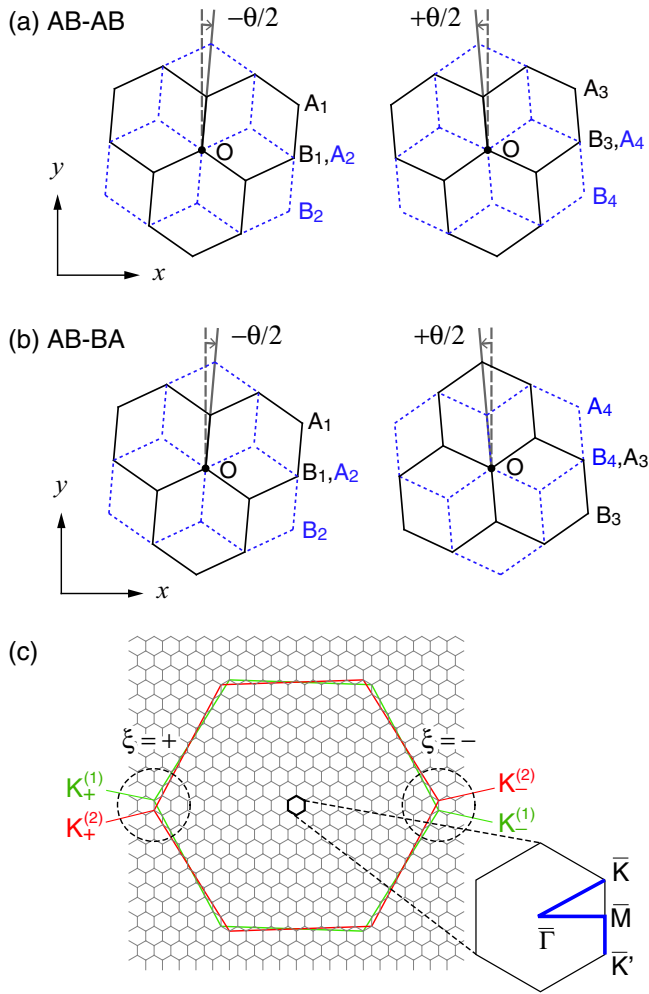 (a) AB-AB
−θ/2
+θ/2
A₁
A₃
O
B₁,A₂
O
B₃,A₄
B₂
B₄
y
x
(b) AB-BA
−θ/2
+θ/2
A₁
A₄
O
B₁,A₂
O
B₄,A₃
B₂
B₃
y
x
(c)
ξ = +
ξ = −
K₊⁽¹⁾
K₋⁽²⁾
K₊⁽²⁾
K₋⁽¹⁾
K̄
M̄
Γ̄
K̄'